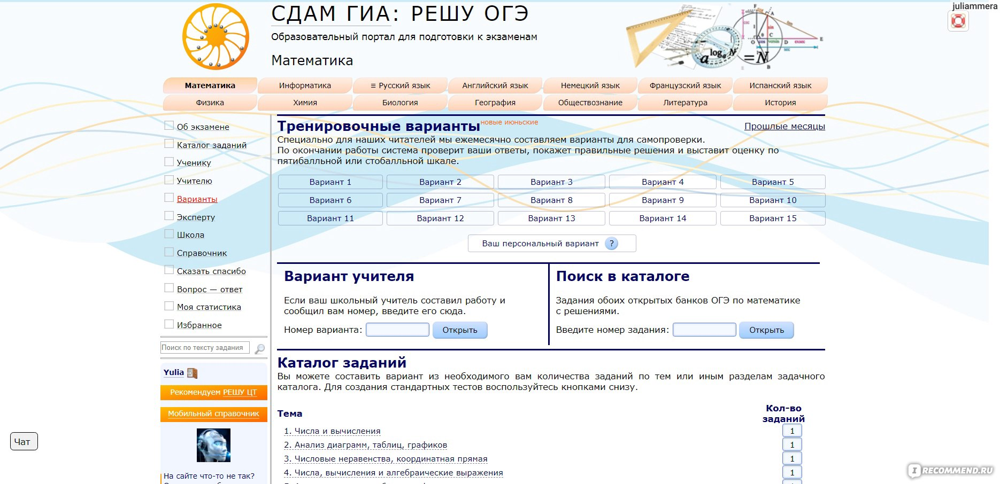 juliammera
СДАМ ГИА: РЕШУ ОГЭ
Образовательный портал для подготовки к экзаменам
Математика
Математика
Информатика
≡ Русский язык
Английский язык
Немецкий язык
Французский язык
Испанский язык
Физика
Химия
Биология
География
Обществознание
Литература
История
Об экзамене
Каталог заданий
Ученику
Учителю
Варианты
Эксперту
Школа
Справочник
Сказать спасибо
Вопрос — ответ
Моя статистика
Избранное
Поиск по тексту задания
Yulia
Рекомендуем РЕШУ ЦТ
Мобильный справочник
На сайте что-то не так?
Чат
Тренировочные варианты новые июньские
Прошлые месяцы
Специально для наших читателей мы ежемесячно составляем варианты для самопроверки.
По окончании работы система проверит ваши ответы, покажет правильные решения и выставит оценку по
пятибалльной или стобалльной шкале.
Вариант 1
Вариант 2
Вариант 3
Вариант 4
Вариант 5
Вариант 6
Вариант 7
Вариант 8
Вариант 9
Вариант 10
Вариант 11
Вариант 12
Вариант 13
Вариант 14
Вариант 15
Ваш персональный вариант ?
Вариант учителя
Если ваш школьный учитель составил работу и
сообщил вам номер, введите его сюда.
Номер варианта:
Открыть
Поиск в каталоге
Задания обоих открытых банков ОГЭ по математике
с решениями.
Введите номер задания:
Открыть
Каталог заданий
Вы можете составить вариант из необходимого вам количества заданий по тем или иным разделам задачного
каталога. Для создания стандартных тестов воспользуйтесь кнопками снизу.
Тема
Кол-во
заданий
1. Числа и вычисления
1
2. Анализ диаграмм, таблиц, графиков
1
3. Числовые неравенства, координатная прямая
1
4. Числа, вычисления и алгебраические выражения
1
IRECOMMEND.RU